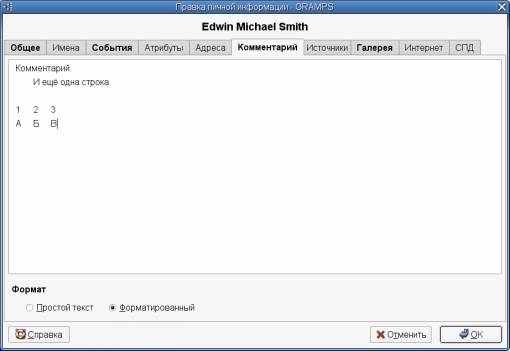 Правка личной информации - GRAMPS
Edwin Michael Smith
Общее Имена События Атрибуты Адреса Комментарий Источники Галерея Интернет СПД
Комментарий.
И ещё одна строка.
1 2 3
А Б В
Формат
Простой текст Форматированный
Справка Отменить OK